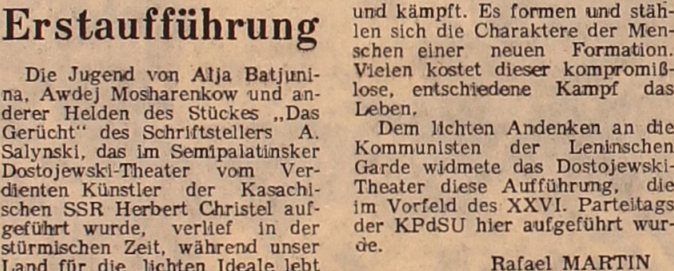 Erstaufführung
Die Jugend von Alja Batjuni-
na, Awdej Mosharenkow und an-
derer Helden des Stückes „Das
Gerücht“ des Schriftstellers A.
Salynski, das im Semipalatinsker
Dostojewski-Theater vom Ver-
dienten Künstler der Kasachi-
schen SSR Herbert Christel auf-
geführt wurde, verlief in der
stürmischen Zeit, während unser
Land für die lichten Ideale lebt
und kämpft. Es formen und stäh-
len sich die Charaktere der Men-
schen einer neuen Formation.
Vielen kostet dieser kompromiß-
lose, entschiedene Kampf das
Leben.
Dem lichten Andenken an die
Kommunisten der Leninschen
Garde widmete das Dostojewski-
Theater diese Aufführung, die
im Vorfeld des XXVI. Parteitags
der KPdSU hier aufgeführt wur-
de.
Rafael MARTIN